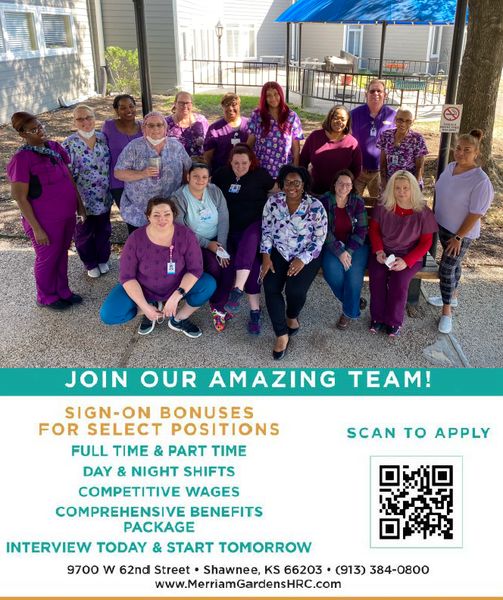 JOIN OUR AMAZING TEAM!
SIGN-ON BONUSES
FOR SELECT POSITIONS
FULL TIME & PART TIME
DAY & NIGHT SHIFTS
COMPETITIVE WAGES
COMPREHENSIVE BENEFITS
PACKAGE
INTERVIEW TODAY & START TOMORROW
SCAN TO APPLY
9700 W 62nd Street • Shawnee, KS 66203 • (913) 384-0800
www.MerriamGardensHRC.com